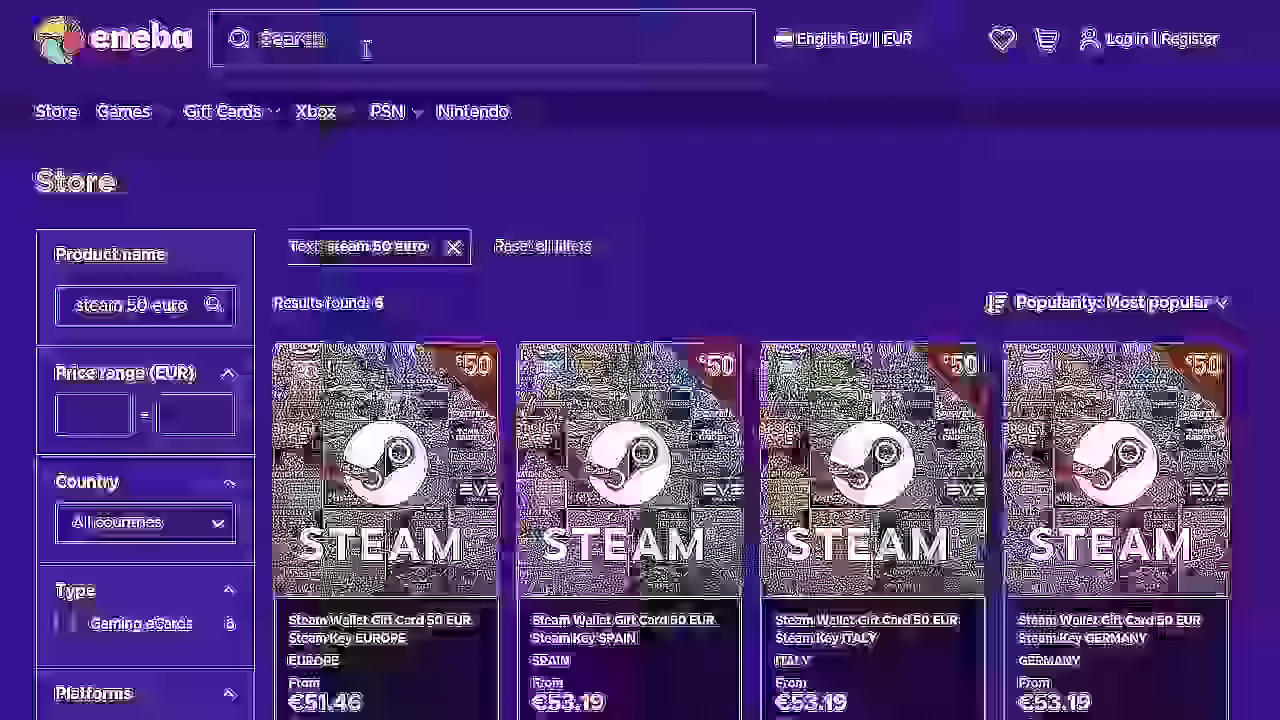 eneba
Search
English EU | EUR
Log in | Register
Store
Games
Gift Cards
Xbox
PSN
Nintendo
Store
Product name
Text: steam 50 euro
Reset all filters
steam 50 euro
Results found: 6
Popularity: Most popular
Price range (EUR)
-
Country
All countries
Type
Gaming eCards
Platforms
€50
EVE
STEAM
Steam Wallet Gift Card 50 EUR
Steam Key EUROPE
EUROPE
From
€51.46
€50
EVE
STEAM
Steam Wallet Gift Card 50 EUR
Steam Key SPAIN
SPAIN
From
€53.19
€50
EVE
STEAM
Steam Wallet Gift Card 50 EUR
Steam Key ITALY
ITALY
From
€53.19
€50
EVE
STEAM
Steam Wallet Gift Card 50 EUR
Steam Key GERMANY
GERMANY
From
€53.19